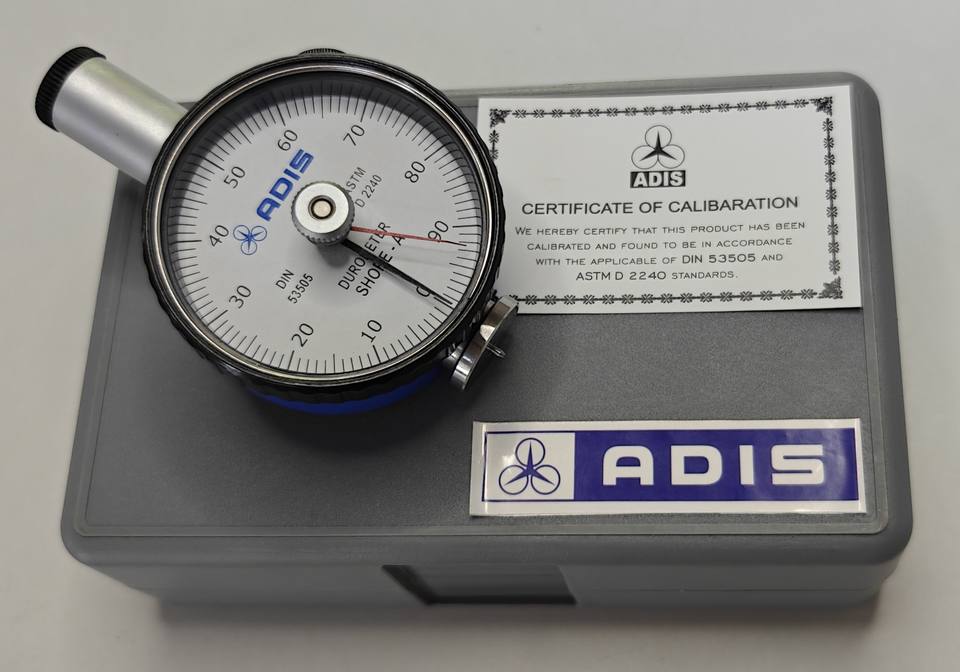 0
10
20
30
40
50
60
70
80
90
ADIS
ASTM
D 2240
DIN
53505
DUROMETER
SHORE - A
ADIS
CERTIFICATE OF CALIBARATION
WE HEREBY CERTIFY THAT THIS PRODUCT HAS BEEN
CALIBRATED AND FOUND TO BE IN ACCORDANCE
WITH THE APPLICABLE OF DIN 53505 AND
ASTM D 2240 STANDARDS.
ADIS